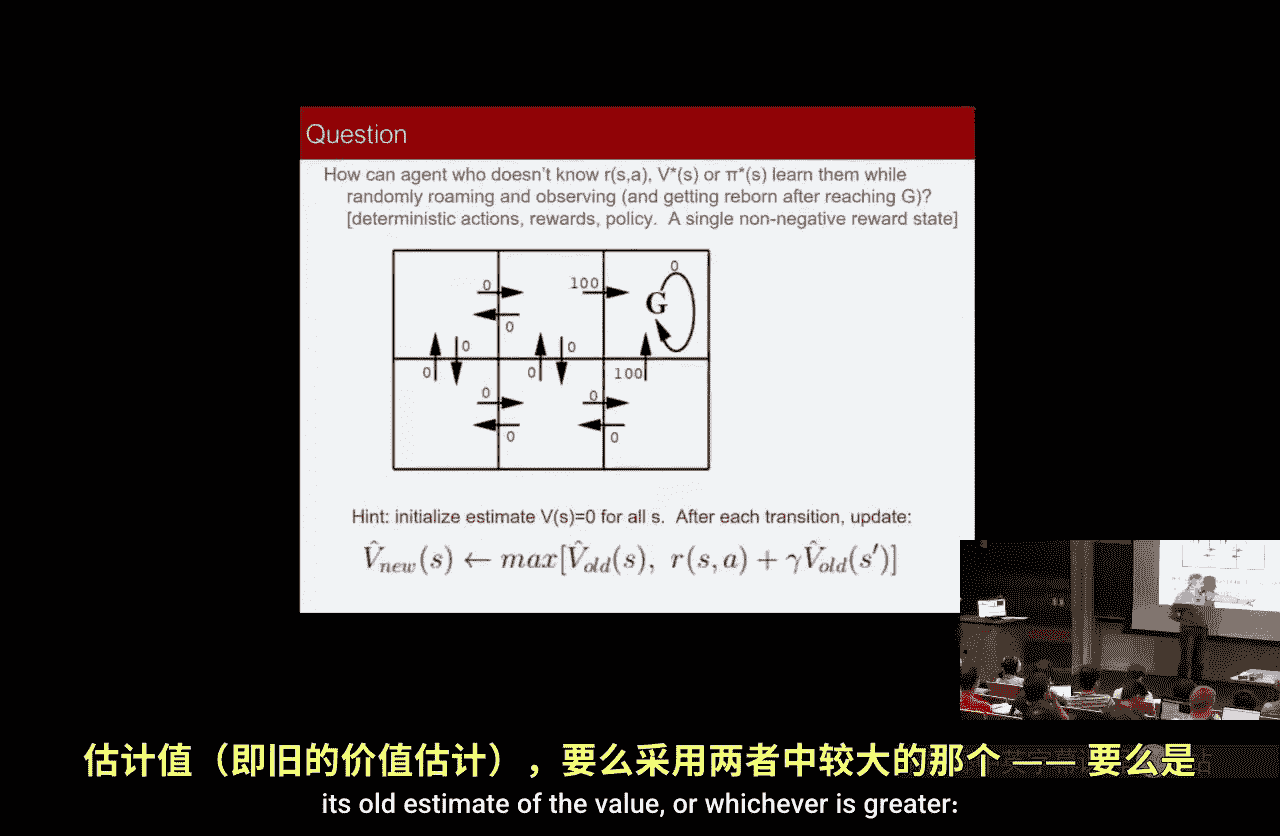 Question
How can agent who doesn't know r(s,a), V*(s) or π*(s) learn them while
randomly roaming and observing (and getting reborn after reaching G)?
[deterministic actions, rewards, policy.  A single non-negative reward state]
0
0
100
0
G
0
0
0
0
0
100
0
0
0
0
Hint: initialize estimate V(s)=0 for all s.  After each transition, update:
V̂new(s) ← max[V̂old(s), r(s,a) + γV̂old(s′)]
估计值（即旧的价值估计），要么采用两者中较大的那个 —— 要么是
its old estimate of the value, or whichever is greater: